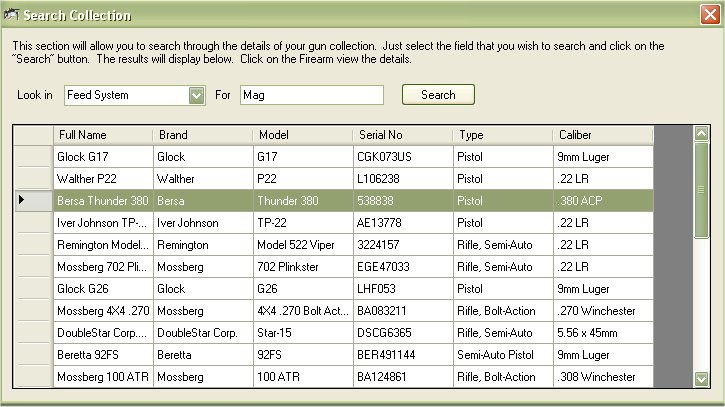 Search Collection
This section will allow you to search through the details of your gun collection. Just select the field that you wish to search and click on the
"Search" button. The results will display below. Click on the Firearm view the details.
Look in Feed System For Mag Search
Full Name Brand Model Serial No Type Caliber
Glock G17 Glock G17 CGK073US Pistol 9mm Luger
Walther P22 Walther P22 L106238 Pistol .22 LR
Bersa Thunder 380 Bersa Thunder 380 538838 Pistol .380 ACP
Iver Johnson TP-... Iver Johnson TP-22 AE13778 Pistol .22 LR
Remington Model... Remington Model 522 Viper 3224157 Rifle, Semi-Auto .22 LR
Mossberg 702 Pli... Mossberg 702 Plinkster EGE47033 Rifle, Semi-Auto .22 LR
Glock G26 Glock G26 LHF053 Pistol 9mm Luger
Mossberg 4X4 .270 Mossberg 4X4 .270 Bolt Act... BA083211 Rifle, Bolt-Action .270 Winchester
DoubleStar Corp.... DoubleStar Corp. Star-15 DSCG6365 Rifle, Semi-Auto 5.56 x 45mm
Beretta 92FS Beretta 92FS BER491144 Semi-Auto Pistol 9mm Luger
Mossberg 100 ATR Mossberg 100 ATR BA124861 Rifle, Bolt-Action .308 Winchester